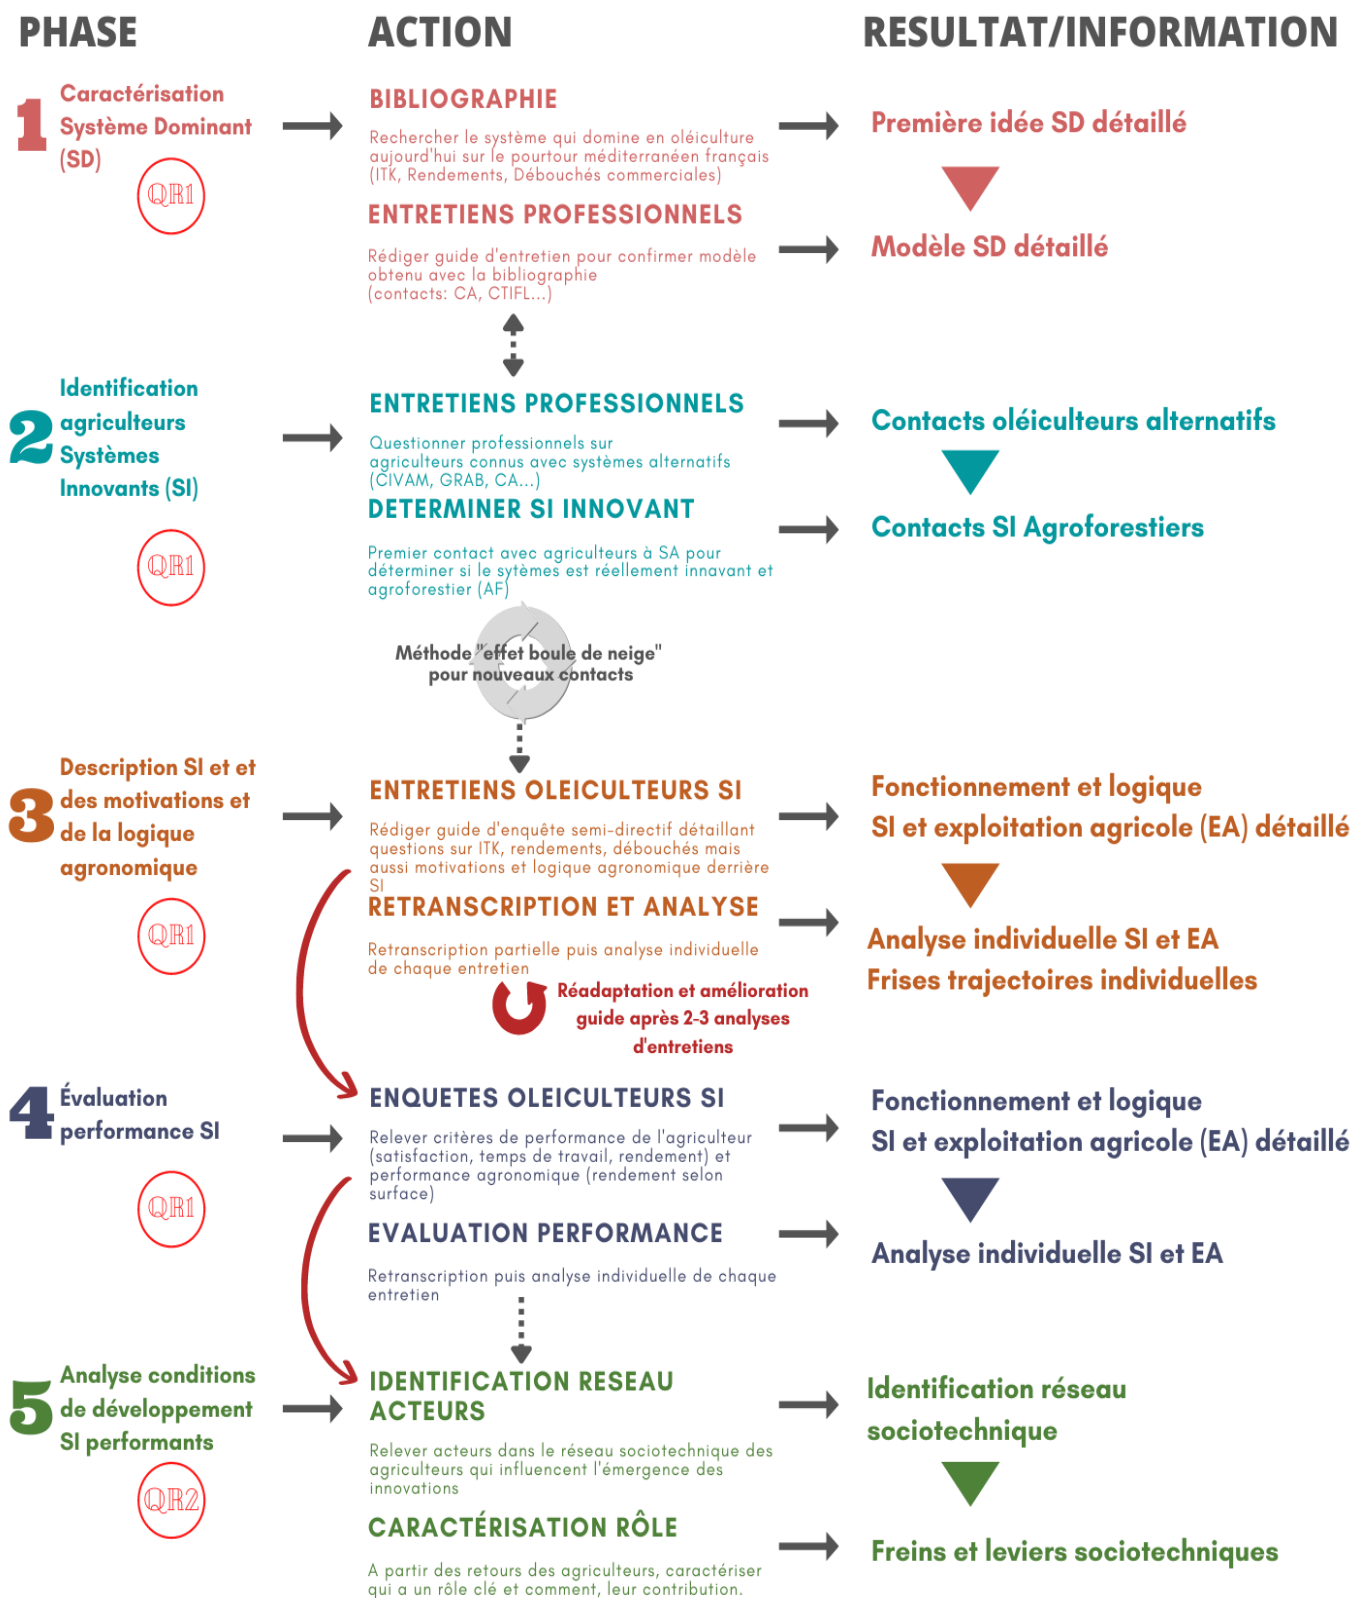 PHASE
ACTION
RESULTAT/INFORMATION
1
Caractérisation
Système Dominant
(SD)
QR1
BIBLIOGRAPHIE
Rechercher le système qui domine en oléiculture
aujourd'hui sur le pourtour méditerranéen français
(ITK, Rendements, Débouchés commerciales)
Première idée SD détaillé
ENTRETIENS PROFESSIONNELS
Rédiger guide d'entretien pour confirmer modèle
obtenu avec la bibliographie
(contacts: CA, CTIFL...)
Modèle SD détaillé
2
Identification
agriculteurs
Systèmes
Innovants (SI)
QR1
ENTRETIENS PROFESSIONNELS
Questionner professionnels sur
agriculteurs connus avec systèmes alternatifs
(CIVAM, GRAB, CA...)
Contacts oléiculteurs alternatifs
DETERMINER SI INNOVANT
Premier contact avec agriculteurs à SA pour
déterminer si le sytèmes est réellement innavant et
agroforestier (AF)
Contacts SI Agroforestiers
Méthode "effet boule de neige"
pour nouveaux contacts
3
Description SI et et
des motivations et
de la logique
agronomique
QR1
ENTRETIENS OLEICULTEURS SI
Rédiger guide d'enquête semi-directif détaillant
questions sur ITK, rendements, débouchés mais
aussi motivations et logique agronomique derrière
SI
Fonctionnement et logique
SI et exploitation agricole (EA) détaillé
RETRANSCRIPTION ET ANALYSE
Retranscription partielle puis analyse individuelle
de chaque entretien
Analyse individuelle SI et EA
Frises trajectoires individuelles
Réadaptation et amélioration
guide après 2-3 analyses
d'entretiens
4
Évaluation
performance SI
QR1
ENQUETES OLEICULTEURS SI
Relever critères de performance de l'agriculteur
(satisfaction, temps de travail, rendement) et
performance agronomique (rendement selon
surface)
Fonctionnement et logique
SI et exploitation agricole (EA) détaillé
EVALUATION PERFORMANCE
Retranscription puis analyse individuelle de chaque
entretien
Analyse individuelle SI et EA
5
Analyse conditions
de développement
SI performants
QR2
IDENTIFICATION RESEAU
ACTEURS
Relever acteurs dans le réseau sociotechnique des
agriculteurs qui influencent l'émergence des
innovations
Identification réseau
sociotechnique
CARACTÉRISATION RÔLE
A partir des retours des agriculteurs, caractériser
qui a un rôle clé et comment, leur contribution.
Freins et leviers sociotechniques